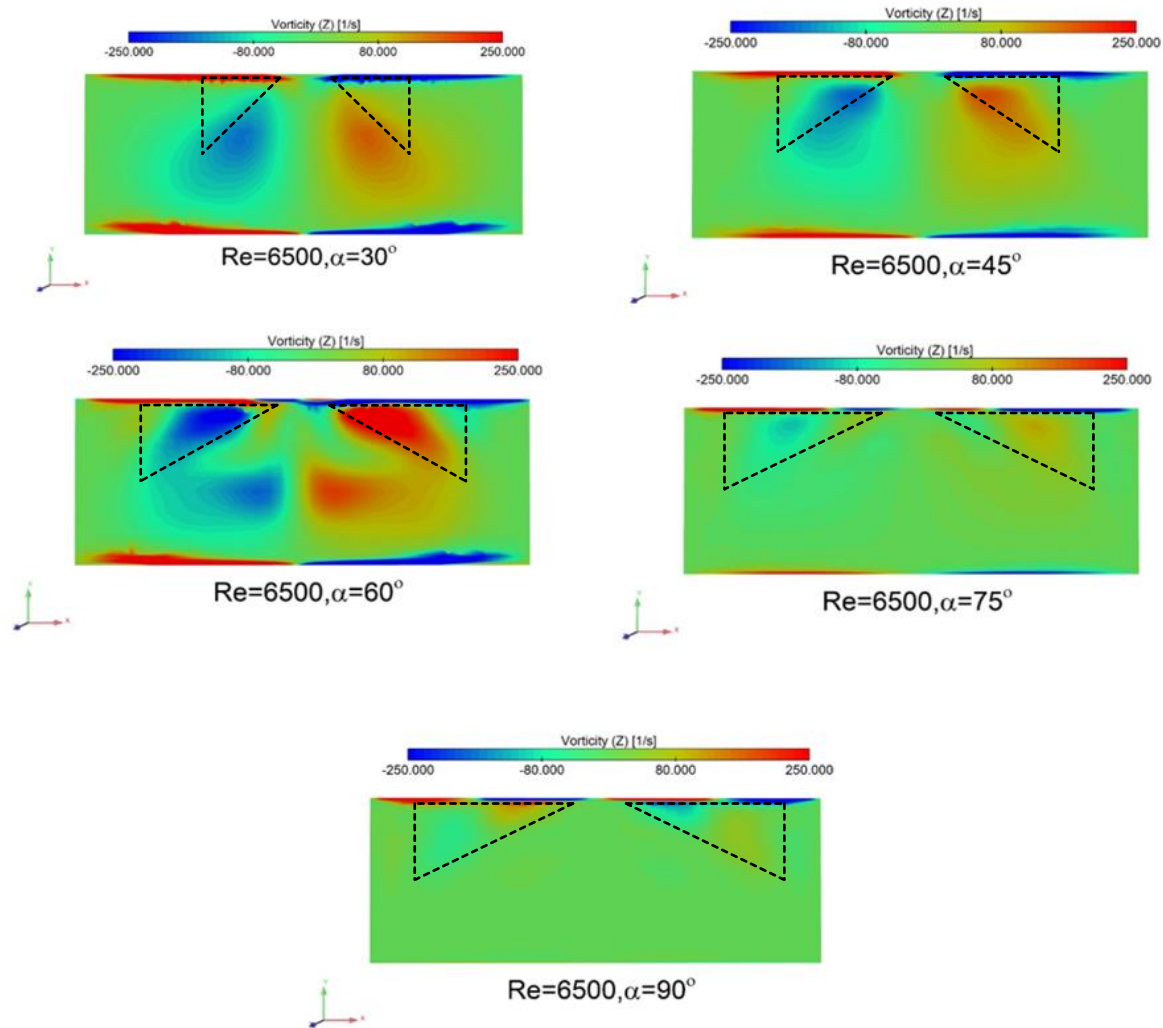 Vorticity (Z) [1/s]
-250.000 -80.000 80.000 250.000
Re=6500,α=30°
Y
X
Vorticity (Z) [1/s]
-250.000 -80.000 80.000 250.000
Re=6500,α=45°
Y
X
Vorticity (Z) [1/s]
-250.000 -80.000 80.000 250.000
Re=6500,α=60°
Y
X
Vorticity (Z) [1/s]
-250.000 -80.000 80.000 250.000
Re=6500,α=75°
Y
X
Vorticity (Z) [1/s]
-250.000 -80.000 80.000 250.000
Re=6500,α=90°
Y
X